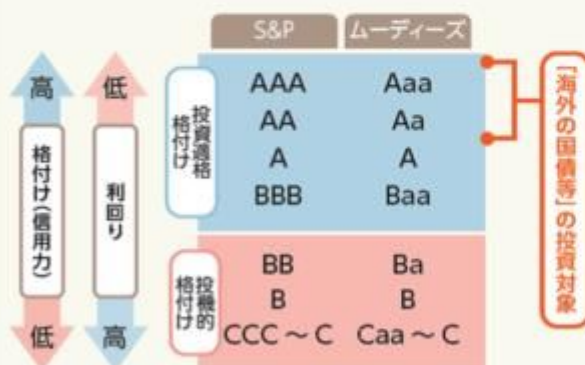 S&P ムーディーズ
高 低
格付け(信用力)
利回り
低 高
投資適格
格付け
AAA Aaa
AA Aa
A A
BBB Baa
投機的
格付け
BB Ba
B B
CCC ~ C Caa ~ C
「海外の国債等」の投資対象